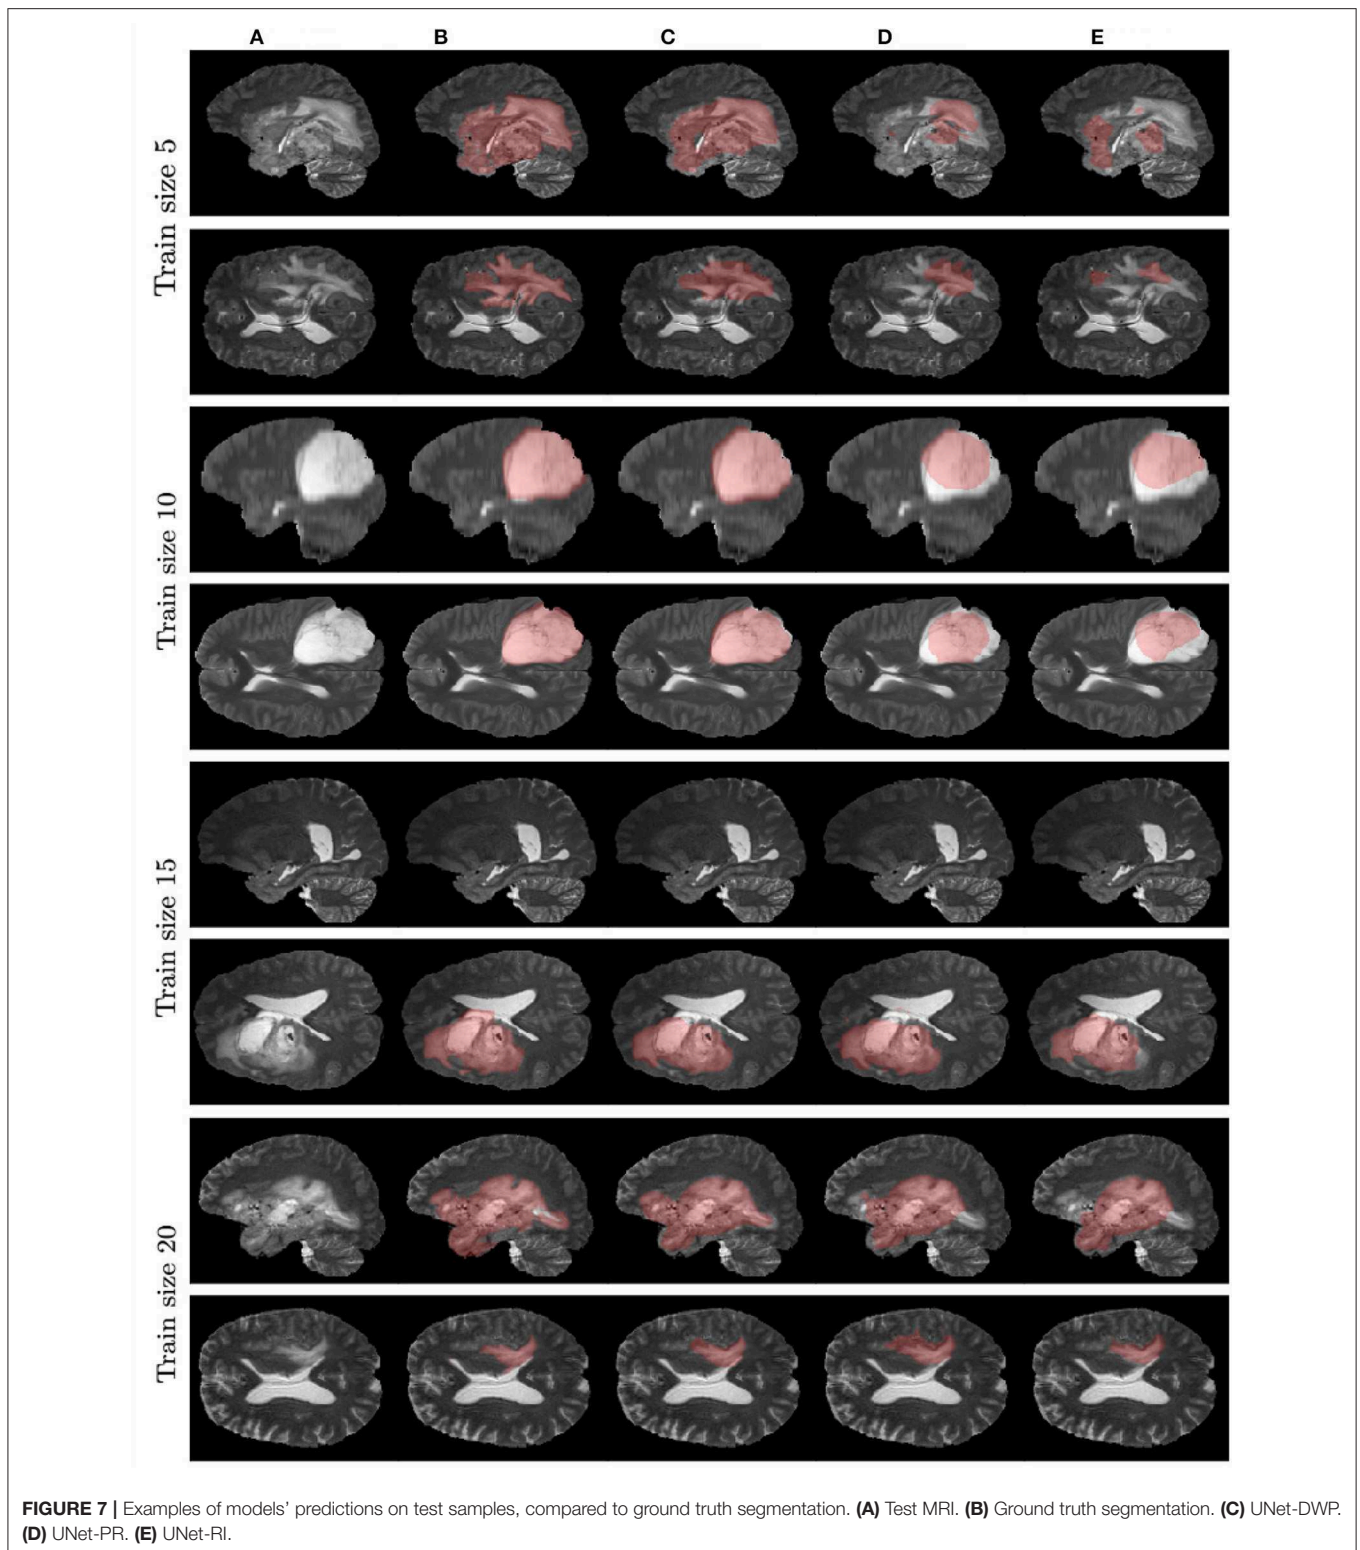 A B C D E
Train size 5
Train size 10
Train size 15
Train size 20
FIGURE 7 | Examples of models’ predictions on test samples, compared to ground truth segmentation. (A) Test MRI. (B) Ground truth segmentation. (C) UNet-DWP.
(D) UNet-PR. (E) UNet-RI.